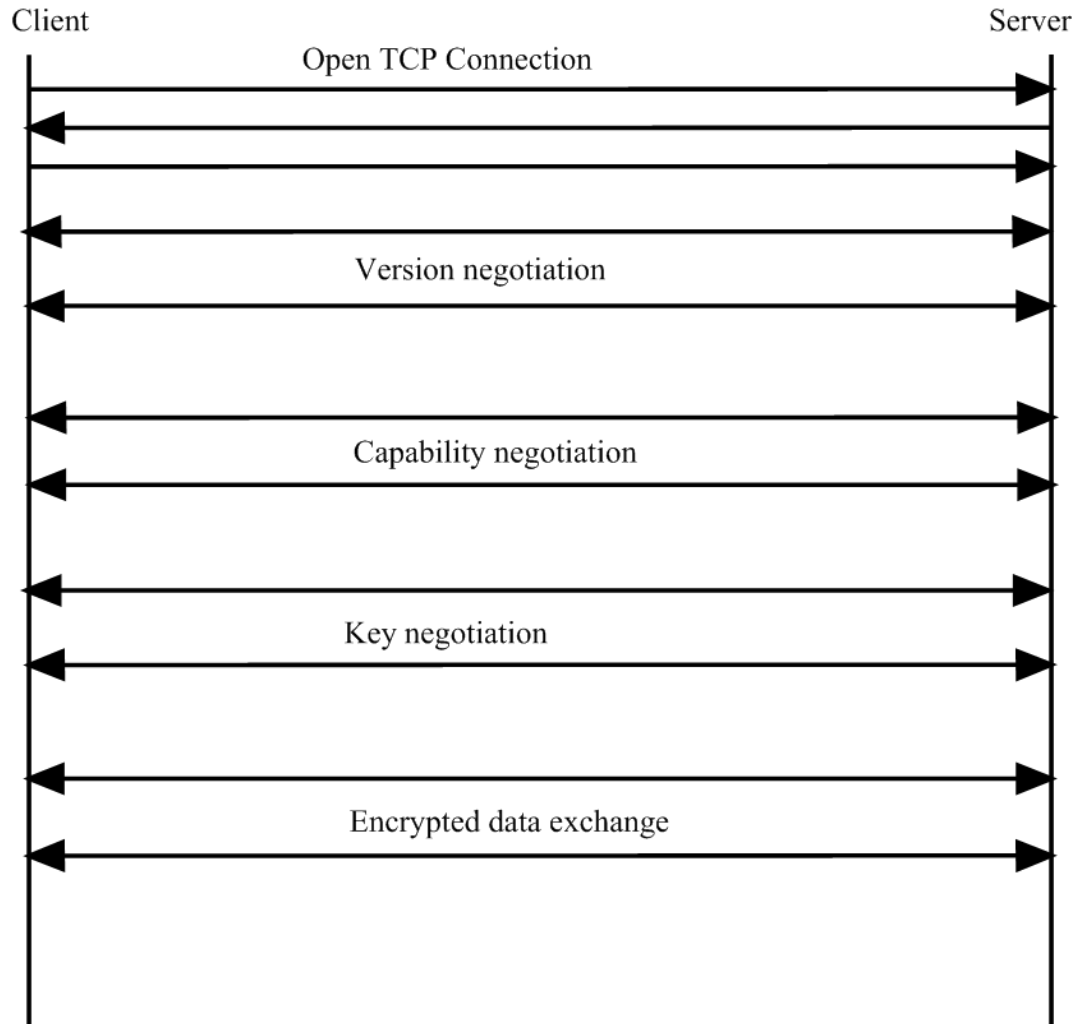 Client
Server
Open TCP Connection
Version negotiation
Capability negotiation
Key negotiation
Encrypted data exchange